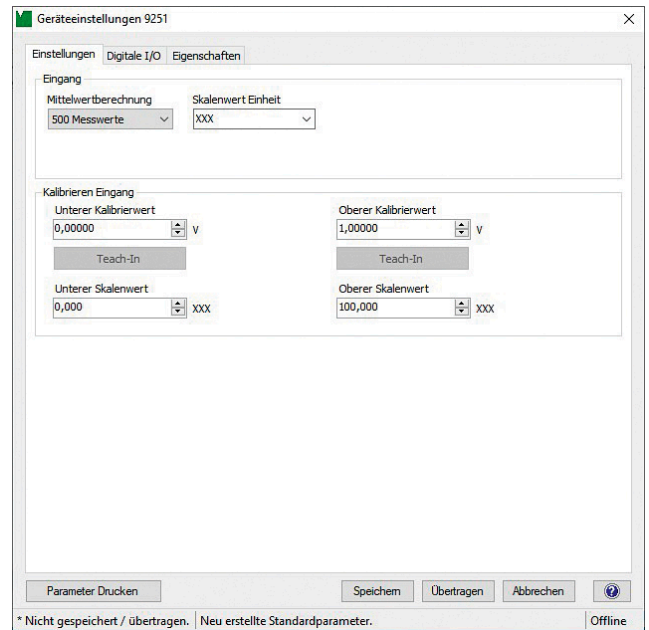 Geräteeinstellungen 9251
Einstellungen Digitale I/O Eigenschaften
Eingang
Mittelwertberechnung Skalenwert Einheit
500 Messwerte XXX
Kalibrieren Eingang
Unterer Kalibrierwert Oberer Kalibrierwert
0,00000 V 1,00000 V
Teach-In Teach-In
Unterer Skalenwert Oberer Skalenwert
0,000 XXX 100,000 XXX
Parameter Drucken Speichern Übertragen Abbrechen ?
* Nicht gespeichert / übertragen. Neu erstellte Standardparameter. Offline